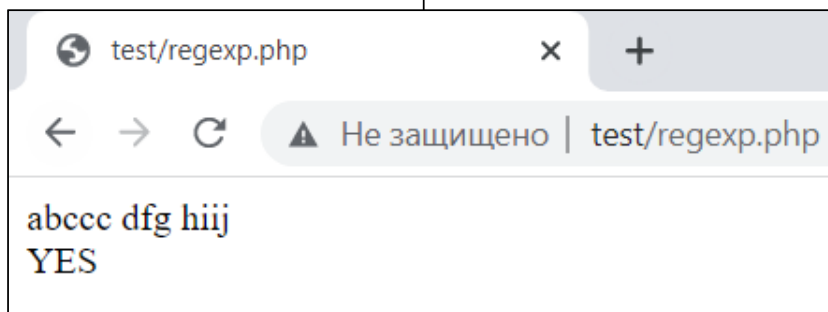 test/regexp.php
Не защищено | test/regexp.php
abccc dfg hiij
YES